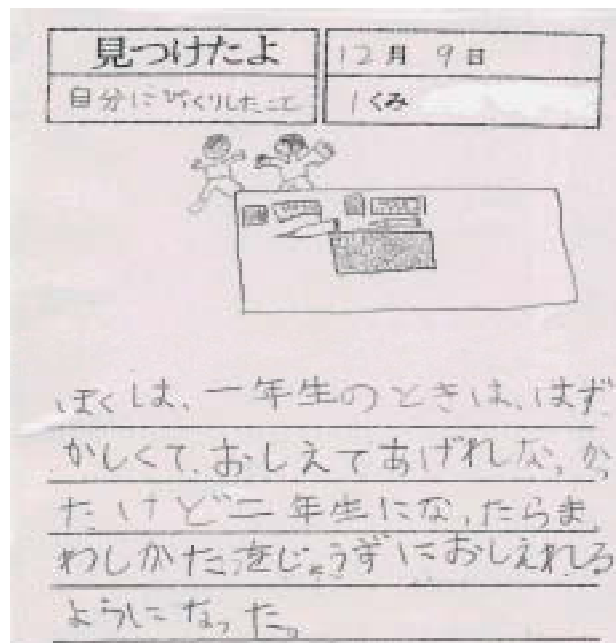 見つけたよ
12月 9日
自分にびっくりしたこと
1くみ
ぼくは、一年生のときは、はず
かしくて、おしえてあげれなかっ
たけど二年生になったらま
わしかたをじょうずにおしえれる
ようになった。